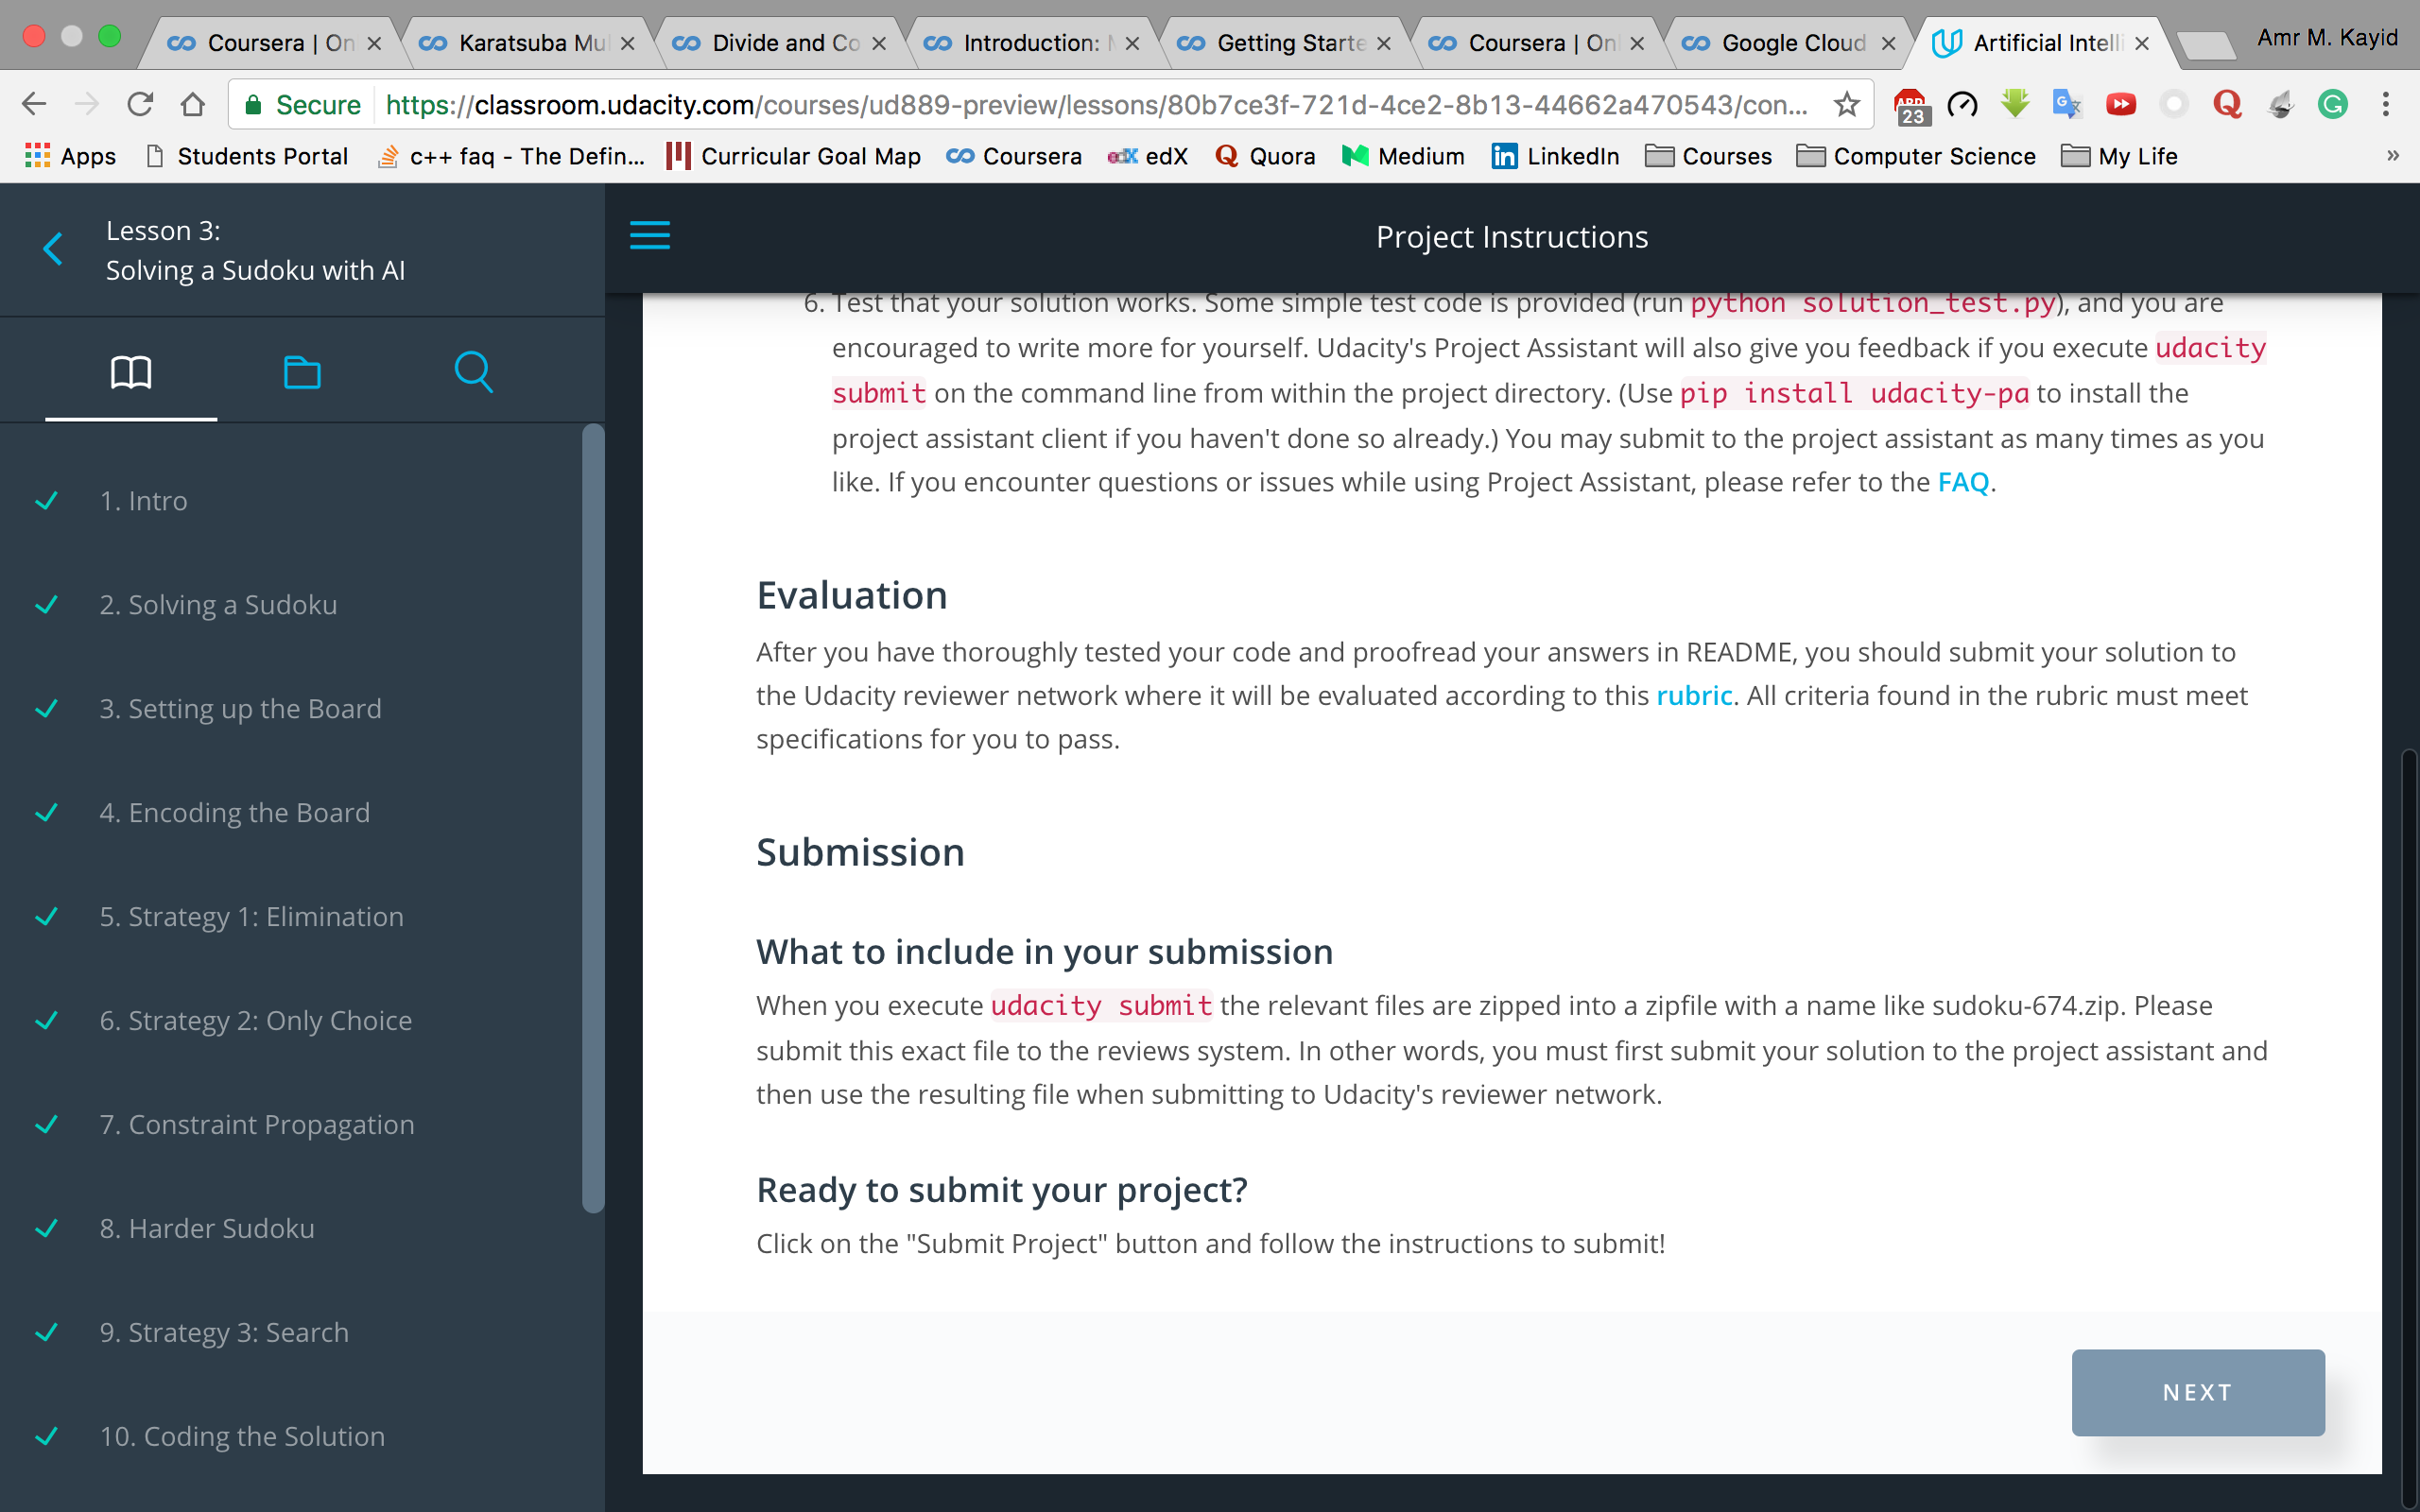 Coursera | On
Karatsuba Mul
Divide and Co
Introduction: M
Getting Starte
Coursera | Onl
Google Cloud
Artificial Intelli
Amr M. Kayid
Secure
https://classroom.udacity.com/courses/ud889-preview/lessons/80b7ce3f-721d-4ce2-8b13-44662a470543/con...
ABP
23
Apps
Students Portal
c++ faq - The Defin...
Curricular Goal Map
Coursera
edX
Quora
Medium
LinkedIn
Courses
Computer Science
My Life
»
Lesson 3:
Solving a Sudoku with AI
1. Intro
2. Solving a Sudoku
3. Setting up the Board
4. Encoding the Board
5. Strategy 1: Elimination
6. Strategy 2: Only Choice
7. Constraint Propagation
8. Harder Sudoku
9. Strategy 3: Search
10. Coding the Solution
Project Instructions
6. Test that your solution works. Some simple test code is provided (run python solution_test.py), and you are
encouraged to write more for yourself. Udacity's Project Assistant will also give you feedback if you execute udacity
submit on the command line from within the project directory. (Use pip install udacity-pa to install the
project assistant client if you haven't done so already.) You may submit to the project assistant as many times as you
like. If you encounter questions or issues while using Project Assistant, please refer to the FAQ.
Evaluation
After you have thoroughly tested your code and proofread your answers in README, you should submit your solution to
the Udacity reviewer network where it will be evaluated according to this rubric. All criteria found in the rubric must meet
specifications for you to pass.
Submission
What to include in your submission
When you execute udacity submit the relevant files are zipped into a zipfile with a name like sudoku-674.zip. Please
submit this exact file to the reviews system. In other words, you must first submit your solution to the project assistant and
then use the resulting file when submitting to Udacity's reviewer network.
Ready to submit your project?
Click on the "Submit Project" button and follow the instructions to submit!
NEXT